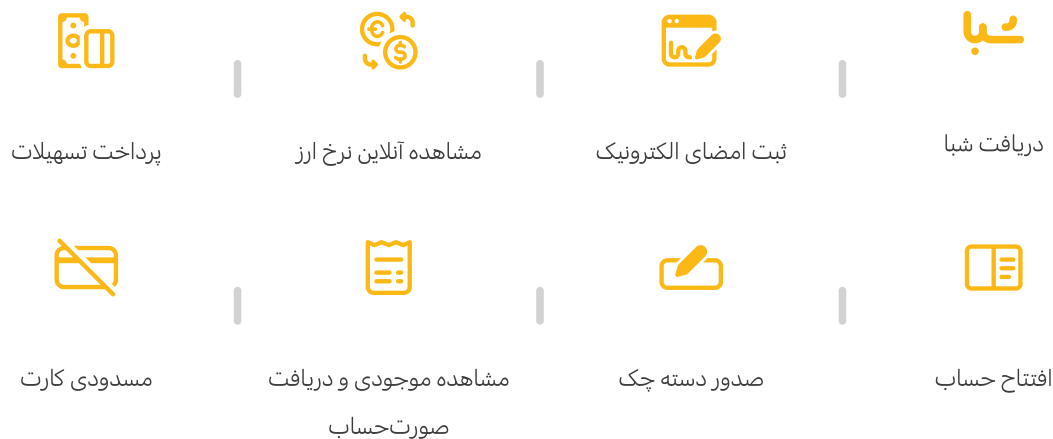 شبا
دریافت شبا
ثبت امضای الکترونیک
مشاهده آنلاین نرخ ارز
پرداخت تسهیلات
افتتاح حساب
صدور دسته چک
مشاهده موجودی و دریافت
صورت‌حساب
مسدودی کارت